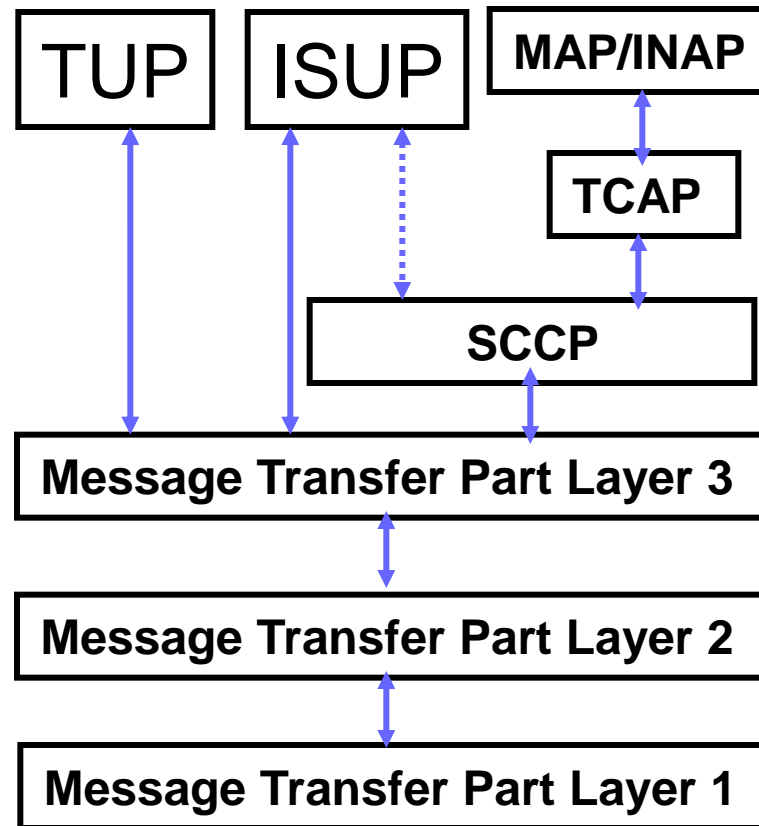 TUP
ISUP
MAP/INAP
TCAP
SCCP
Message Transfer Part Layer 3
Message Transfer Part Layer 2
Message Transfer Part Layer 1